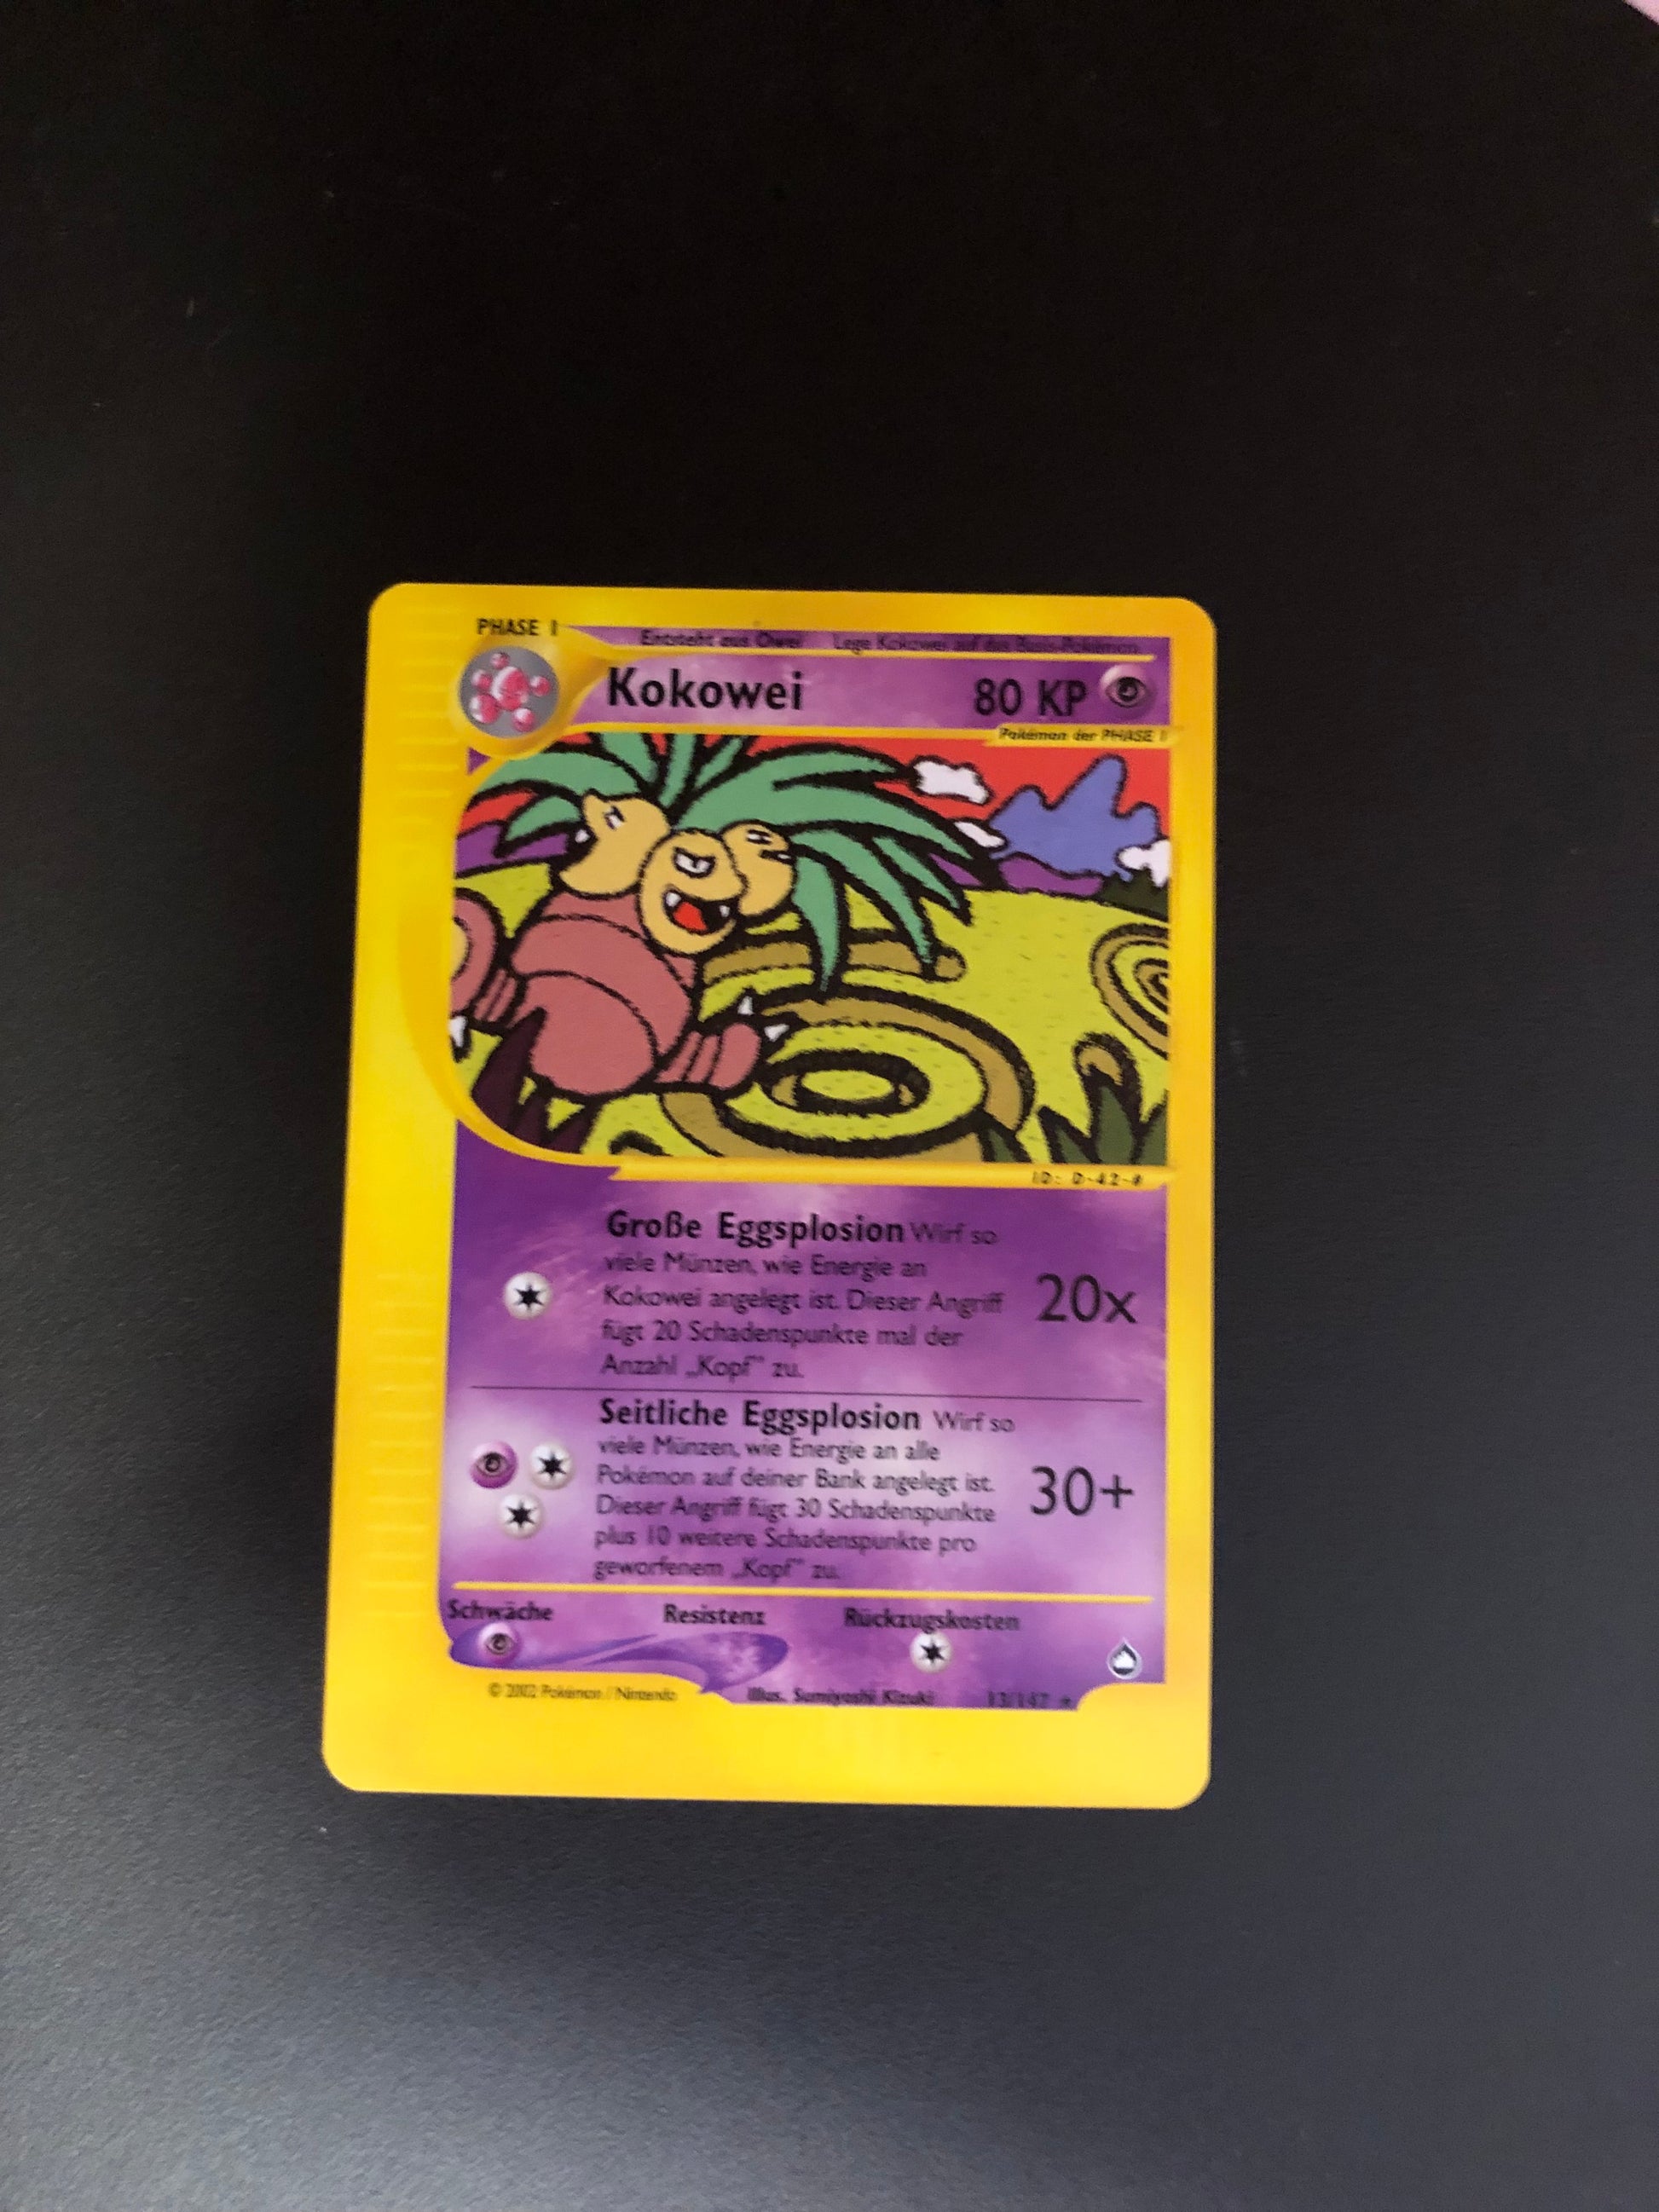 PHASE 1
Entsteht aus Owei Lege Kokowei auf das Basis-Pokémon.
Kokowei 80 KP
Pokémon der PHASE 1
ID: D-42-#
Große Eggsplosion Wirf so
viele Münzen, wie Energie an
Kokowei angelegt ist. Dieser Angriff
fügt 20 Schadenspunkte mal der
Anzahl „Kopf” zu.
20x
Seitliche Eggsplosion Wirf so
viele Münzen, wie Energie an alle
Pokémon auf deiner Bank angelegt ist.
Dieser Angriff fügt 30 Schadenspunkte
plus 10 weitere Schadenspunkte pro
geworfenem „Kopf” zu.
30+
Schwäche Resistenz Rückzugskosten
© 2002 Pokémon / Nintendo Illus. Sumiyoshi Kizuki 13/147 ★